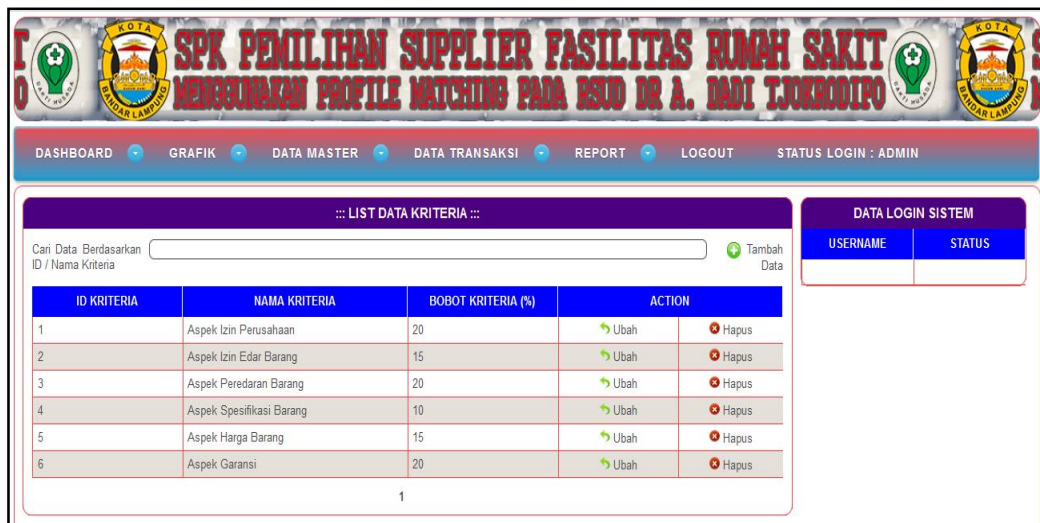 SPK PEMILIHAN SUPPLIER FASILITAS RUMAH SAKIT
MENGGUNAKAN PROFILE MATCHING PADA RSUD DR A. DADI TJOKRODIPO
KOTA
BANDAR LAMPUNG
KOTA
BANDAR LAMPUNG
DASHBOARD GRAFIK DATA MASTER DATA TRANSAKSI REPORT LOGOUT STATUS LOGIN : ADMIN
::: LIST DATA KRITERIA :::
Cari Data Berdasarkan
ID / Nama Kriteria
Tambah
Data
ID KRITERIA NAMA KRITERIA BOBOT KRITERIA (%) ACTION
1 Aspek Izin Perusahaan 20 Ubah Hapus
2 Aspek Izin Edar Barang 15 Ubah Hapus
3 Aspek Peredaran Barang 20 Ubah Hapus
4 Aspek Spesifikasi Barang 10 Ubah Hapus
5 Aspek Harga Barang 15 Ubah Hapus
6 Aspek Garansi 20 Ubah Hapus
1
DATA LOGIN SISTEM
USERNAME STATUS